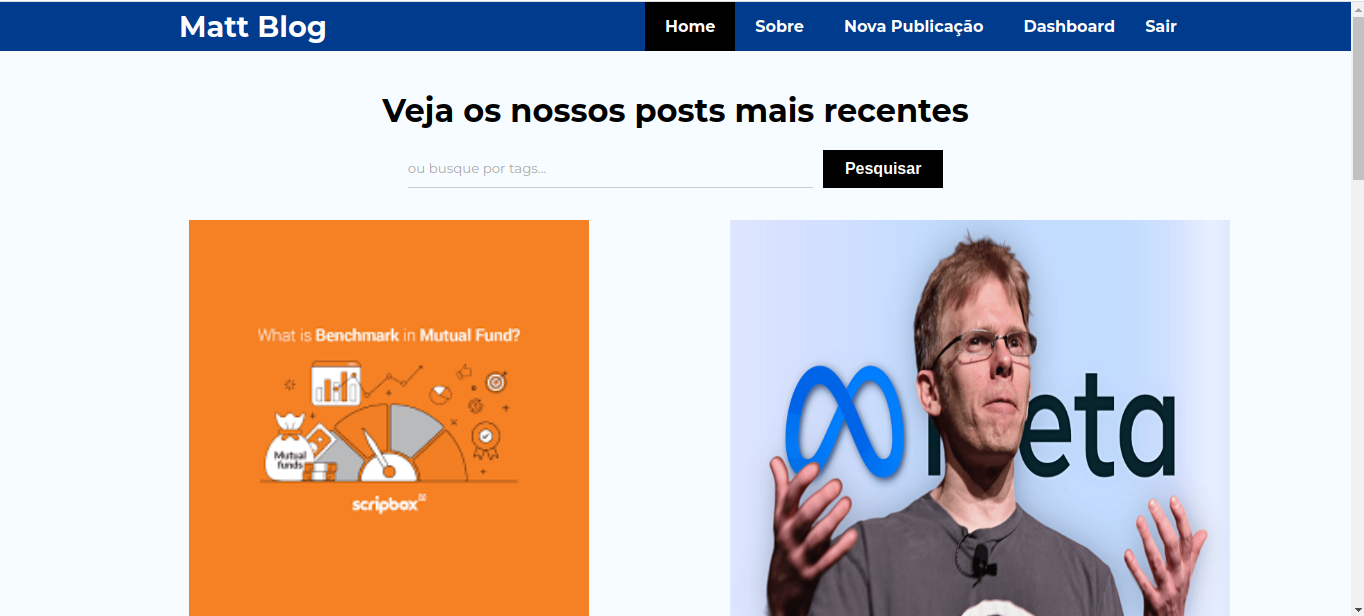 Matt Blog
Home Sobre Nova Publicação Dashboard Sair
Veja os nossos posts mais recentes
ou busque por tags...
Pesquisar
What is Benchmark in Mutual Fund?
Mutual
funds
scripbox
eta